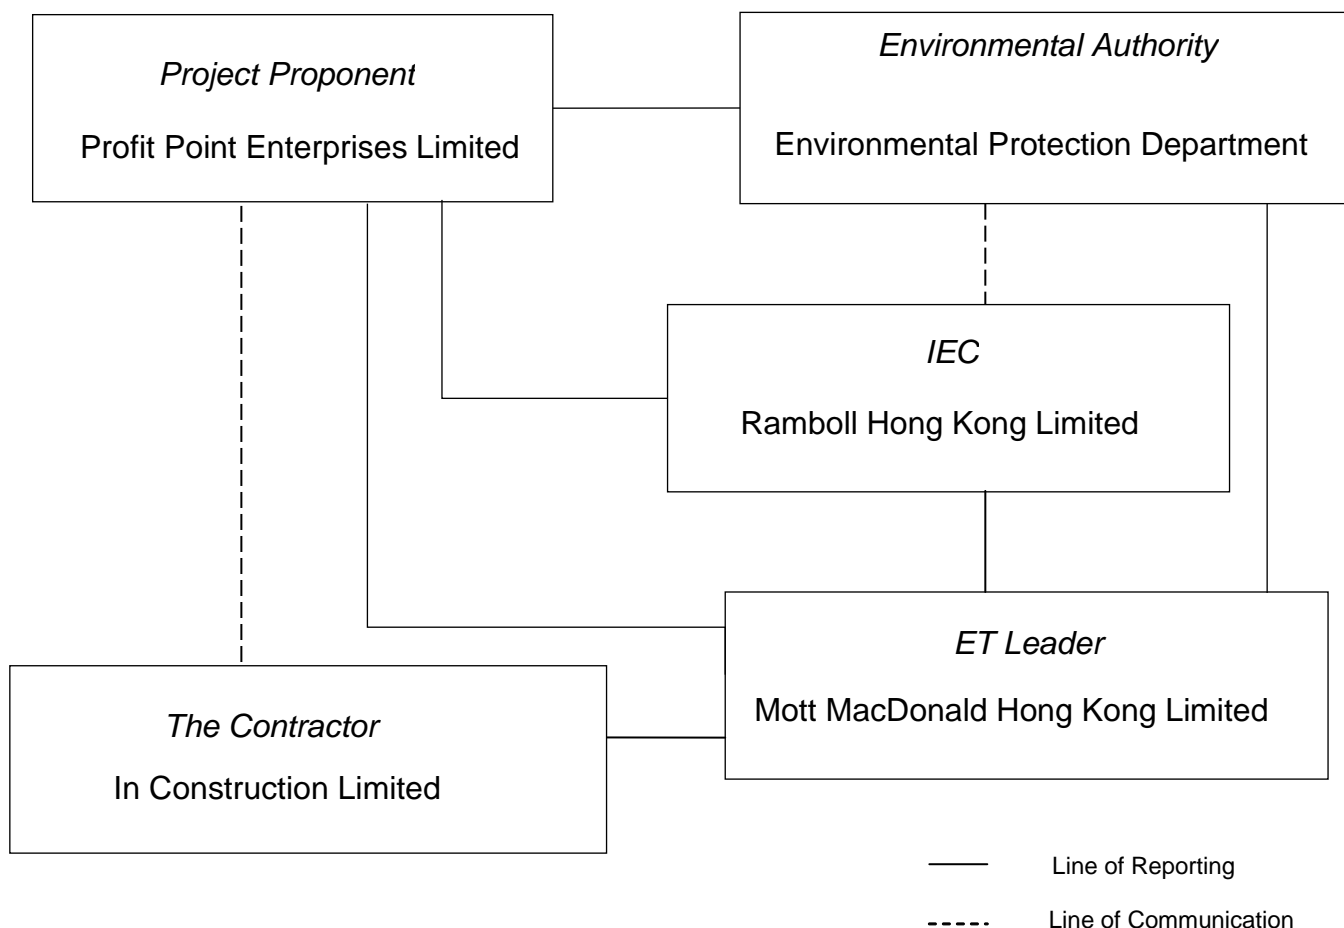 Project Proponent
Profit Point Enterprises Limited
Environmental Authority
Environmental Protection Department
IEC
Ramboll Hong Kong Limited
ET Leader
Mott MacDonald Hong Kong Limited
The Contractor
In Construction Limited
Line of Reporting
Line of Communication